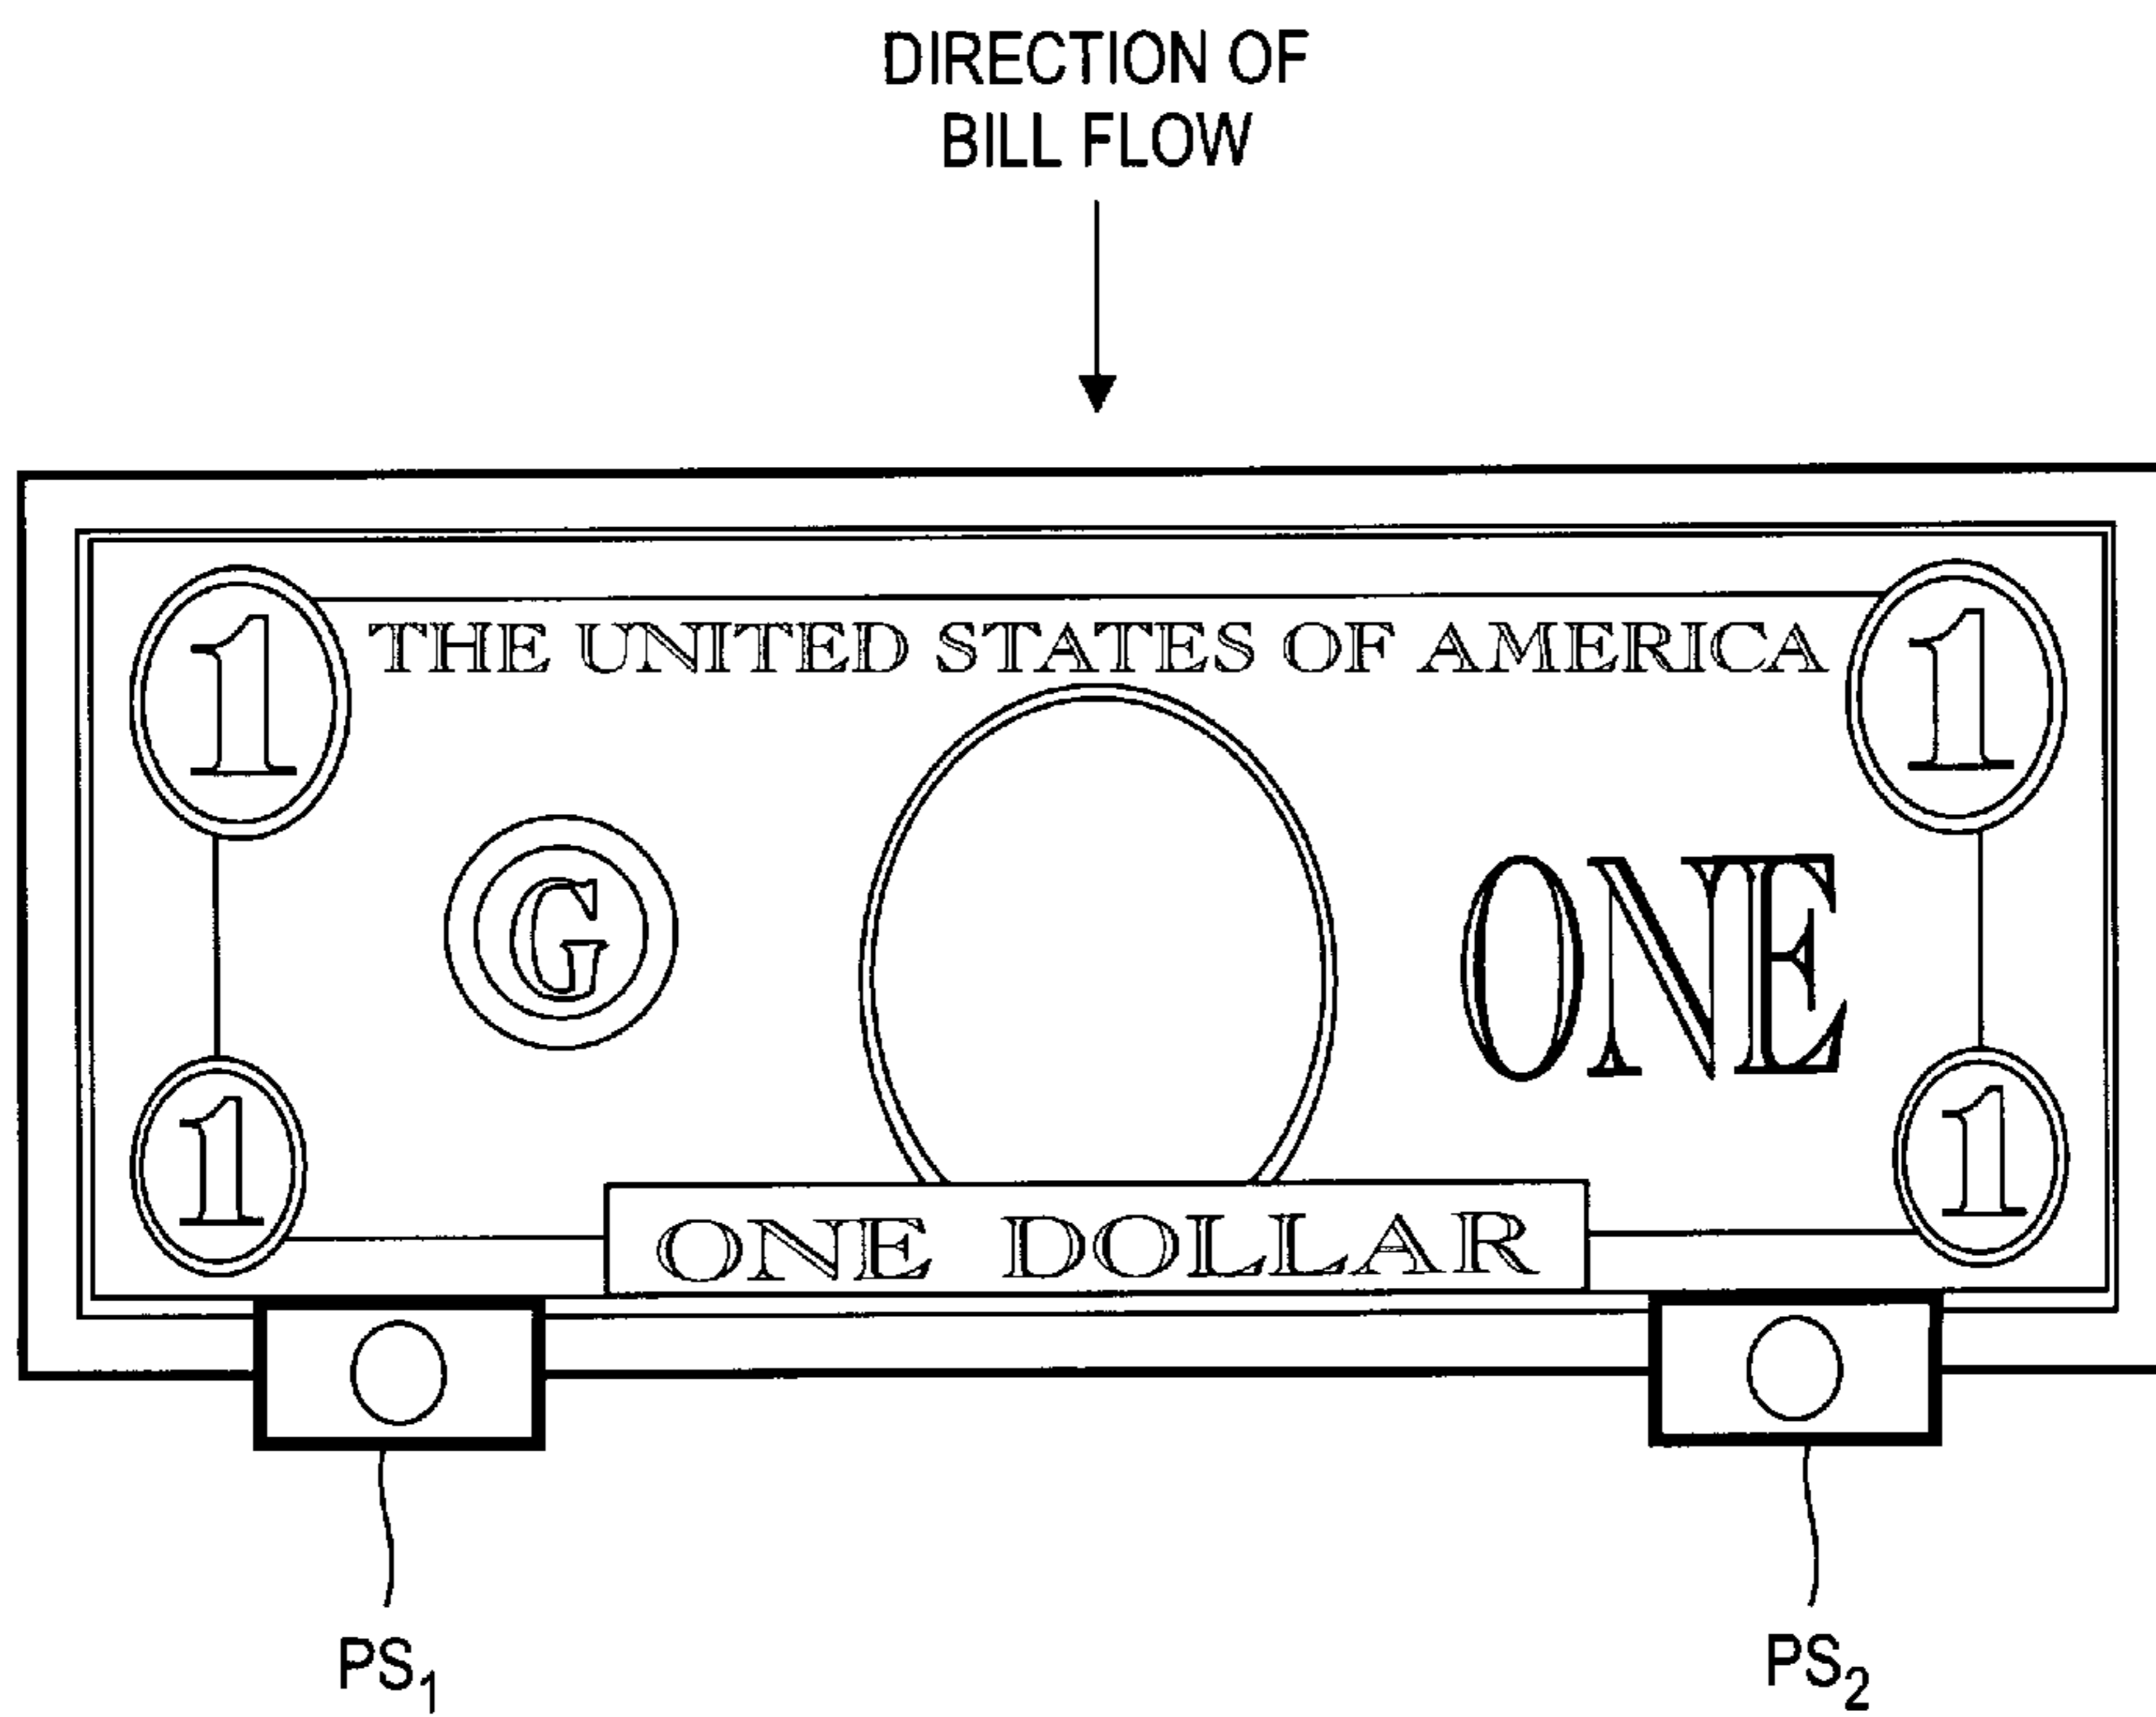 DIRECTION OF
BILL FLOW
1 THE UNITED STATES OF AMERICA 1
G ONE
1 1
ONE DOLLAR
PS1 PS2